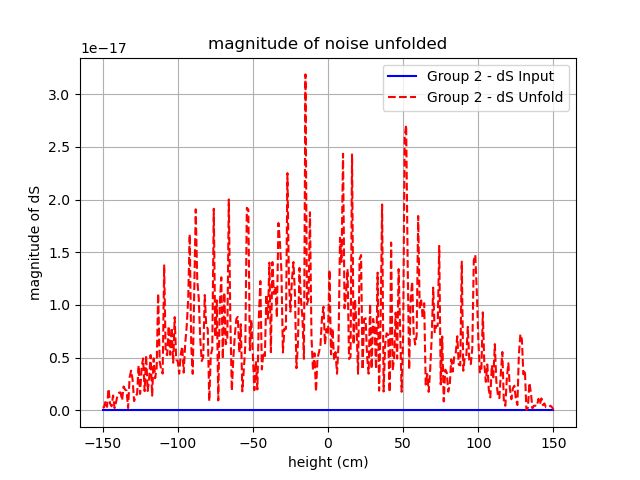 magnitude of noise unfolded
1e−17
Group 2 - dS Input
Group 2 - dS Unfold
magnitude of dS
3.0
2.5
2.0
1.5
1.0
0.5
0.0
−150 −100 −50 0 50 100 150
height (cm)